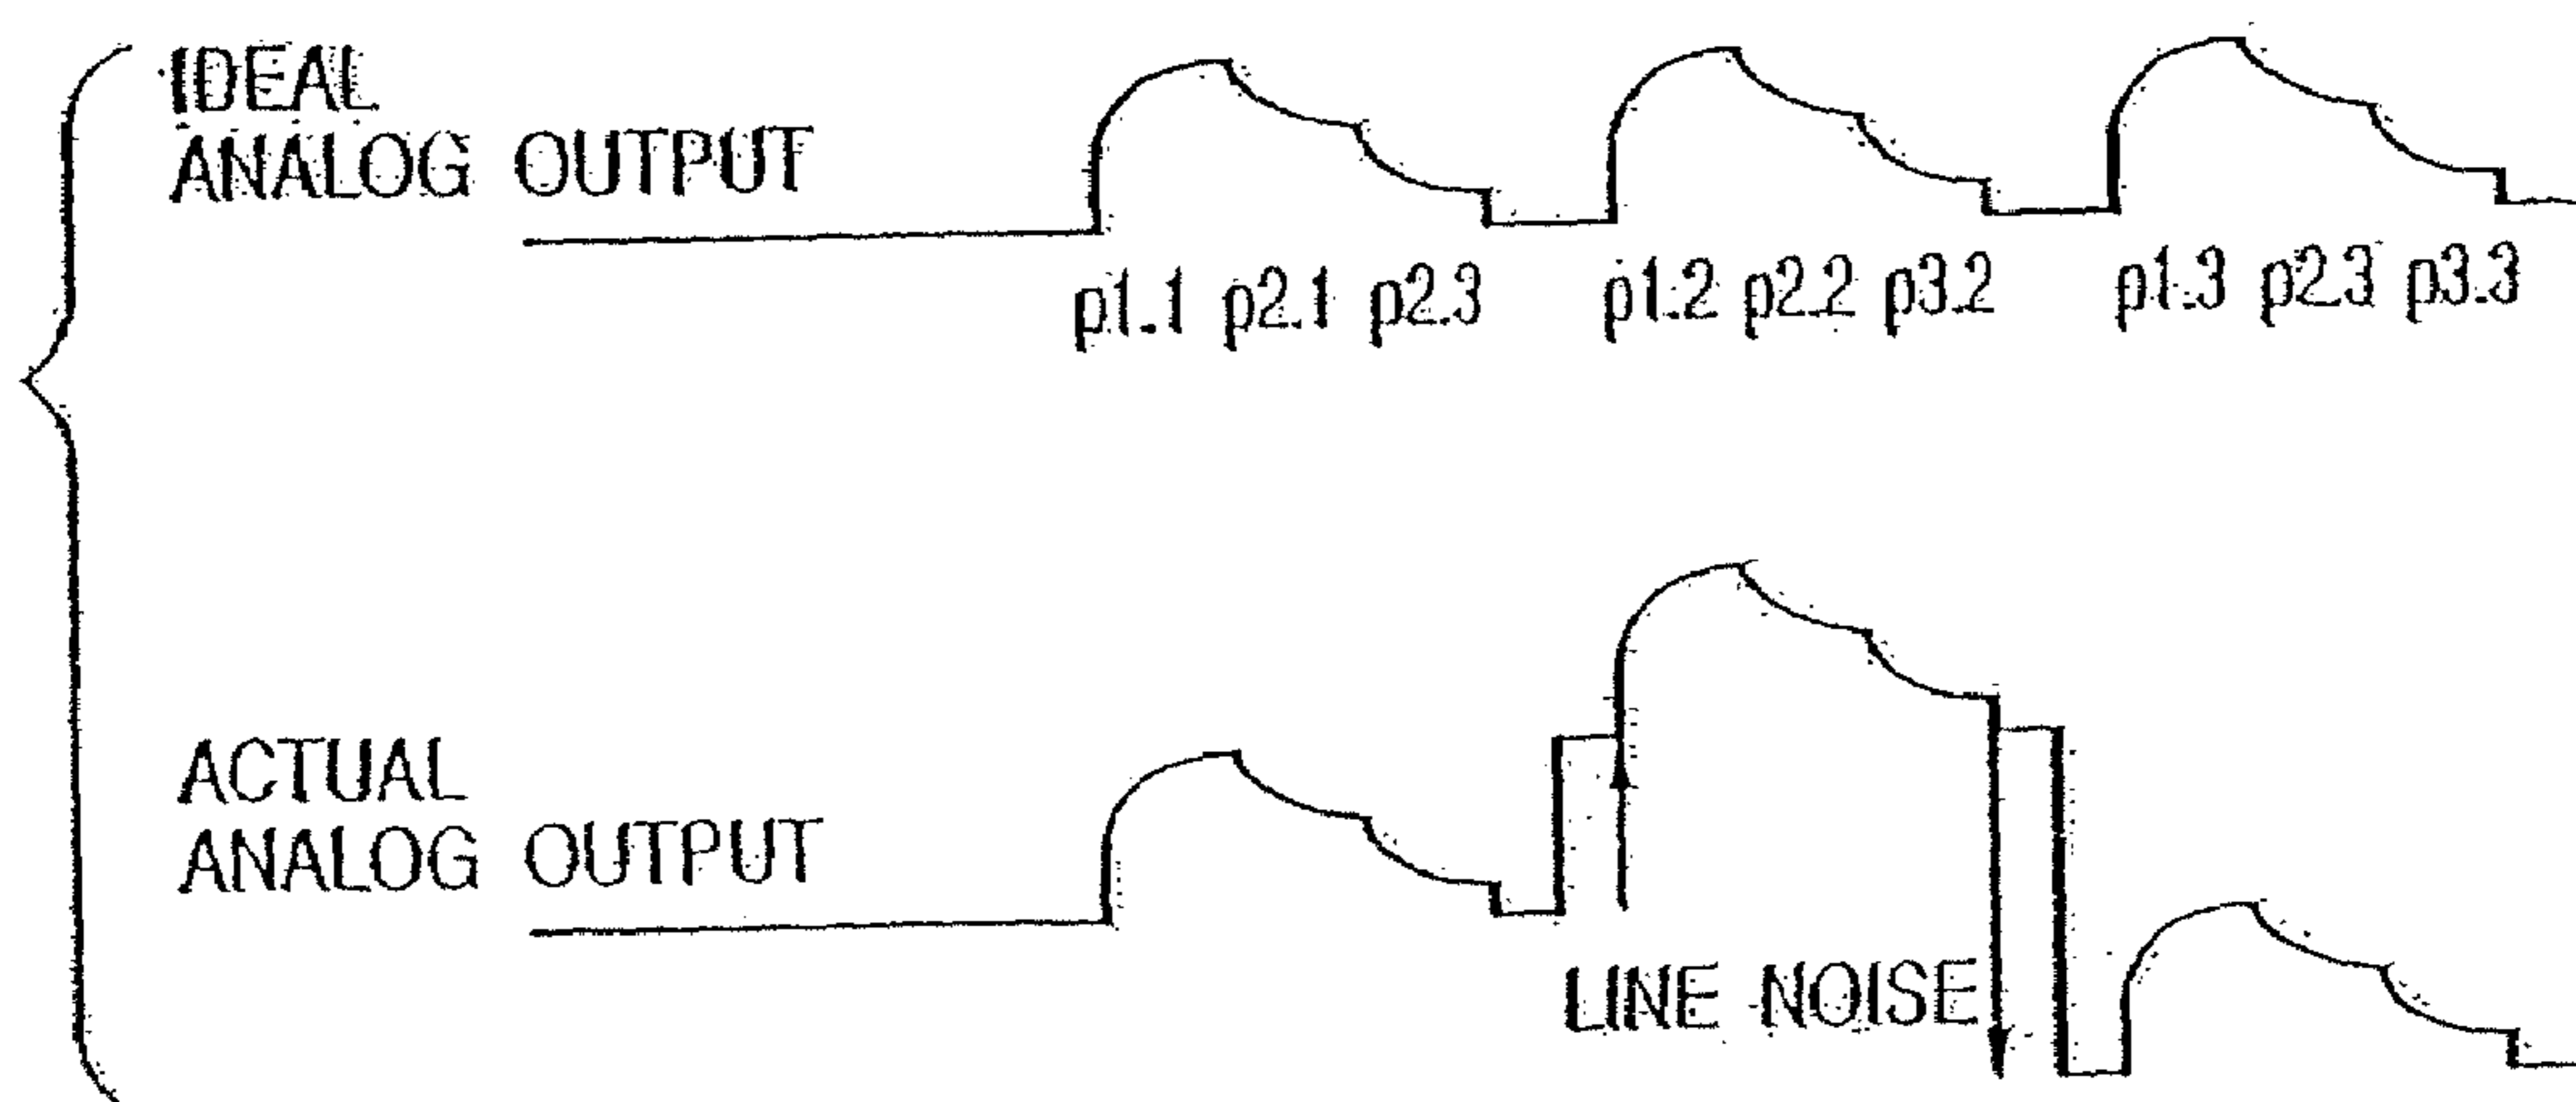 IDEAL
ANALOG OUTPUT
p1.1 p2.1 p2.3 p1.2 p2.2 p3.2 p1.3 p2.3 p3.3
ACTUAL
ANALOG OUTPUT
LINE NOISE